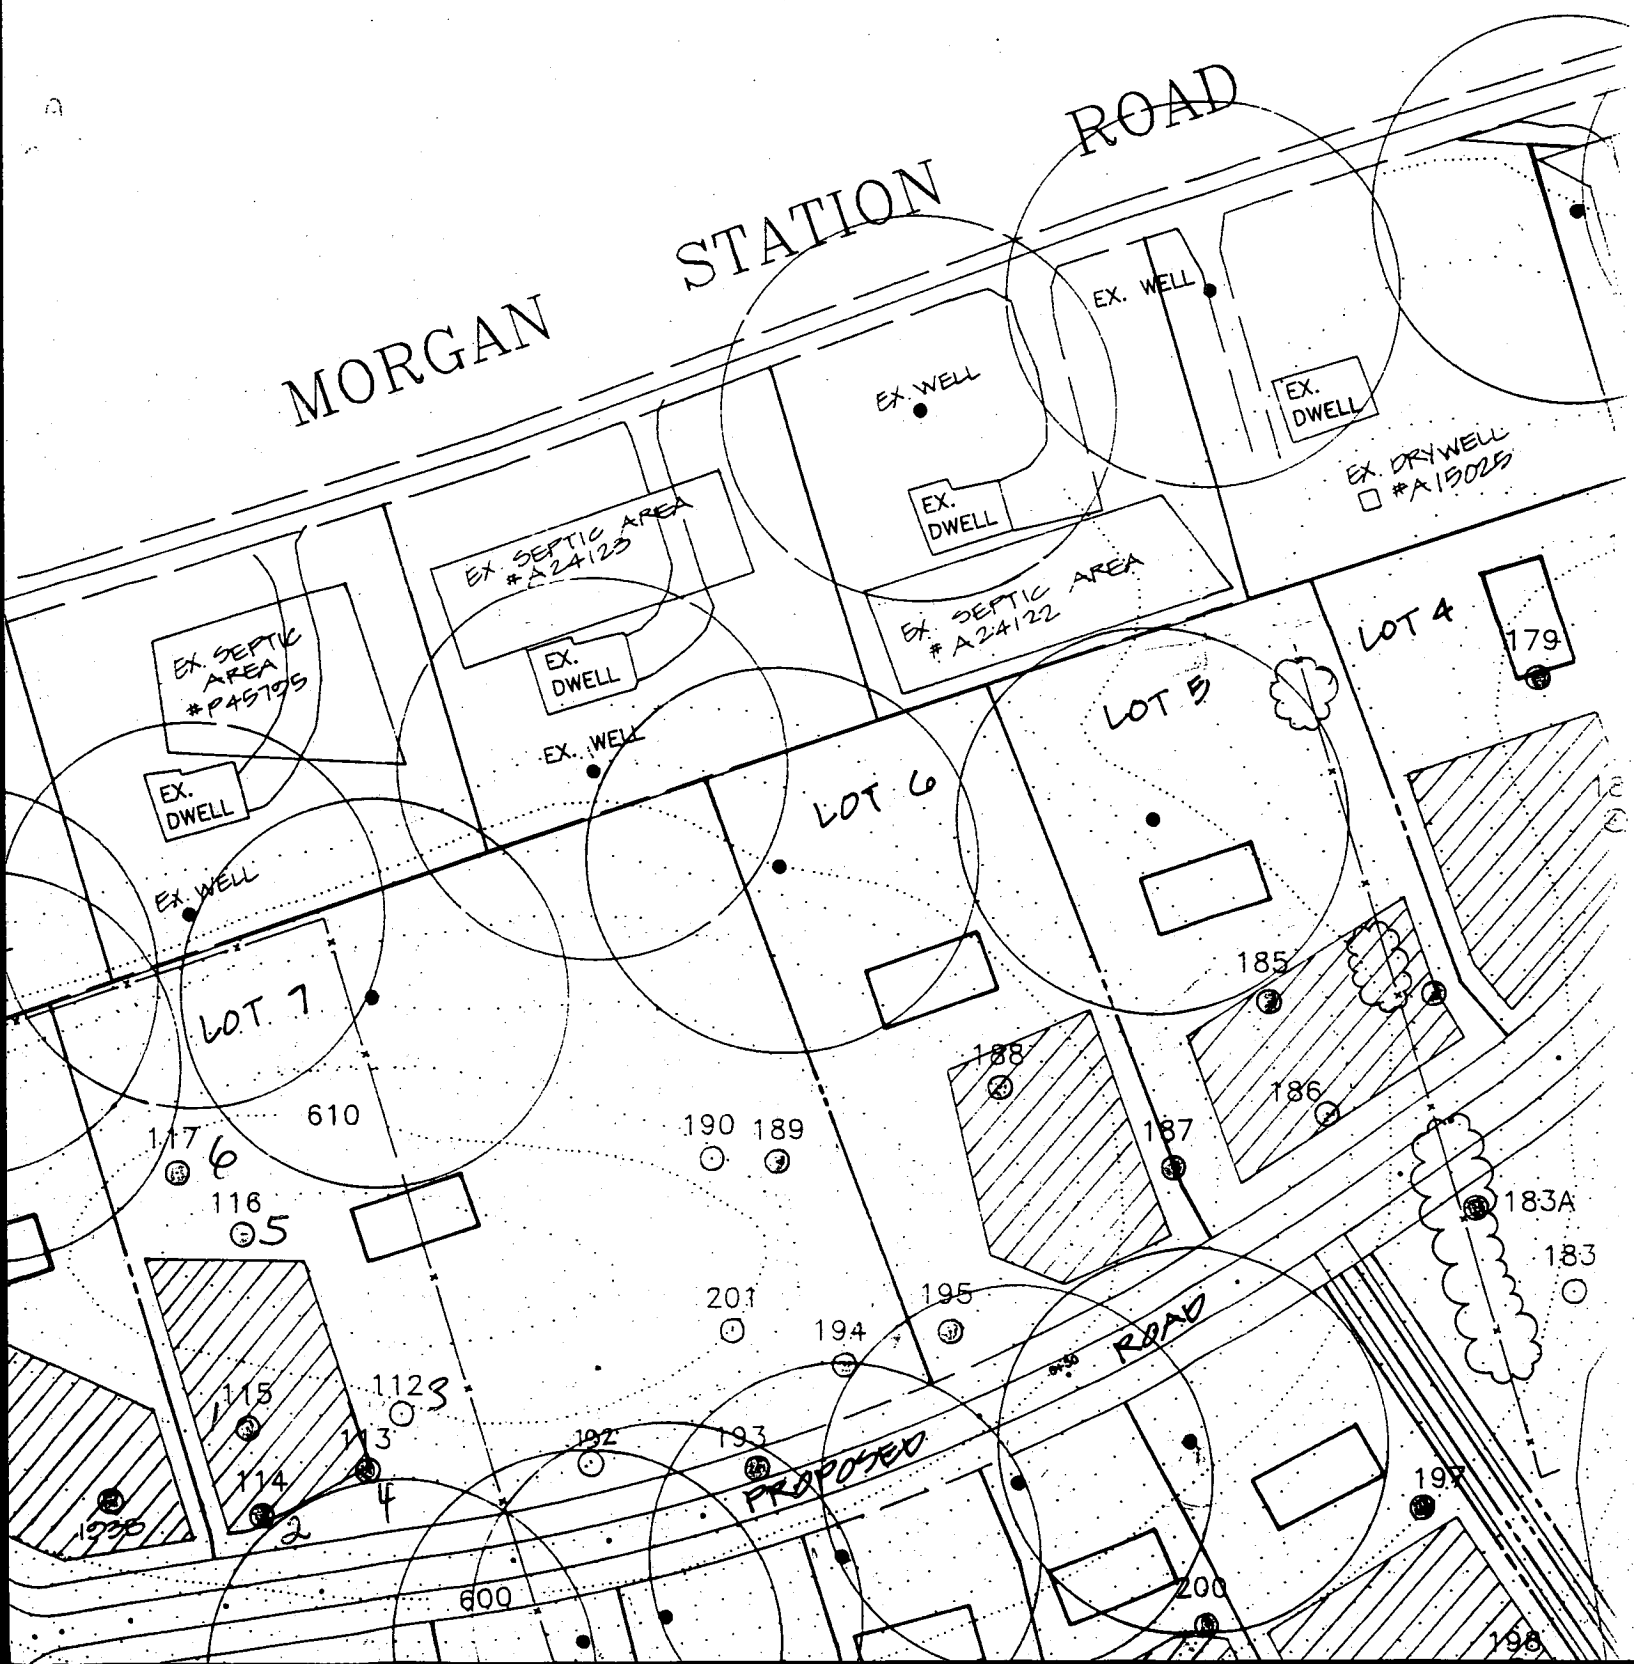 MORGAN STATION ROAD
EX. WELL
EX. WELL
EX.
DWELL
EX. DRYWELL
#A15025
EX.
DWELL
EX. SEPTIC AREA
#A24123
EX. SEPTIC AREA
# A24122
EX. SEPTIC
AREA
#P45795
EX.
DWELL
EX. WELL
EX.
DWELL
EX. WELL
LOT 4
179
LOT 5
LOT 6
LOT 7
185
186
188
187
183A
183
610
190
189
117 6
116 5
201
194
195
115
112 3
113
4
114
2
192
193
PROPOSED ROAD
197
200
198
600